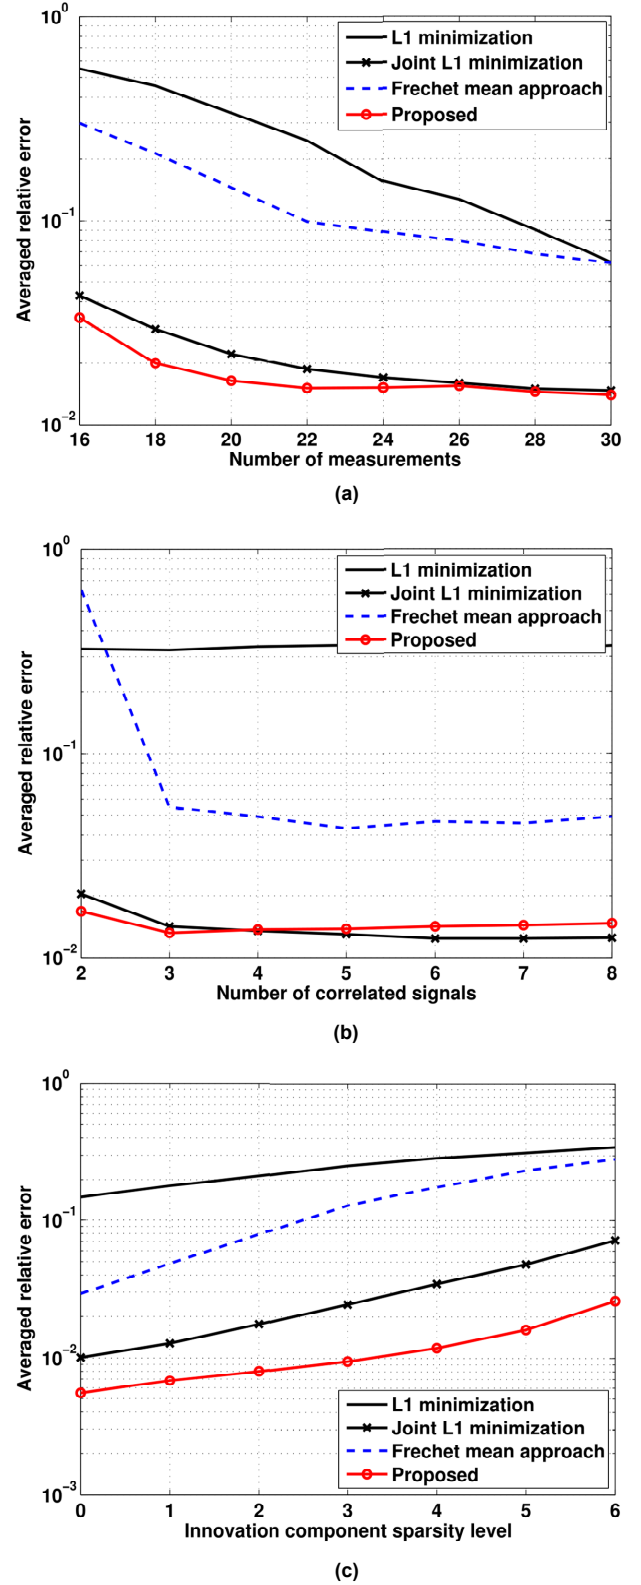 10^0
L1 minimization
Joint L1 minimization
Frechet mean approach
Proposed
Averaged relative error
10^-1
10^-2
16 18 20 22 24 26 28 30
Number of measurements
(a)
10^0
L1 minimization
Joint L1 minimization
Frechet mean approach
Proposed
Averaged relative error
10^-1
10^-2
2 3 4 5 6 7 8
Number of correlated signals
(b)
10^0
Averaged relative error
10^-1
10^-2
L1 minimization
Joint L1 minimization
Frechet mean approach
Proposed
10^-3
0 1 2 3 4 5 6
Innovation component sparsity level
(c)